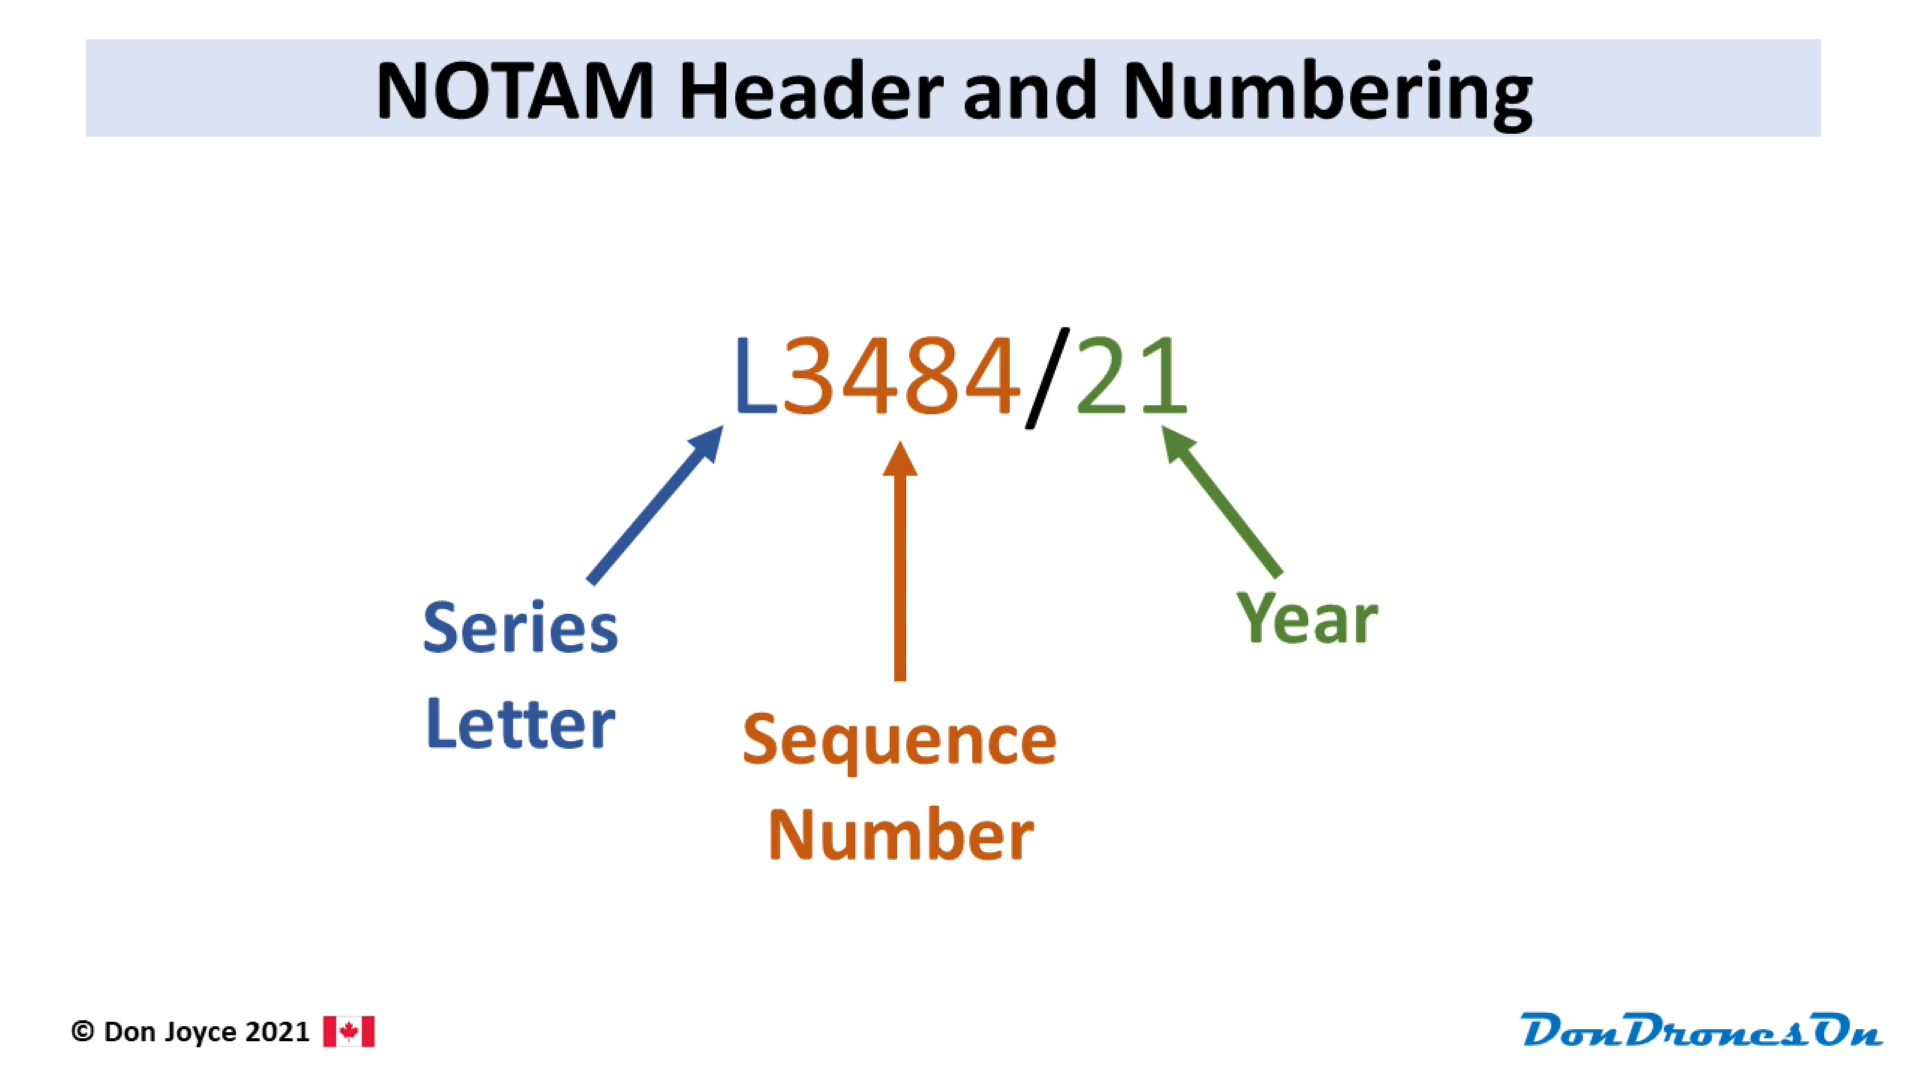 NOTAM Header and Numbering
L3484/21
Series
Letter
Sequence
Number
Year
© Don Joyce 2021
DonDronesOn